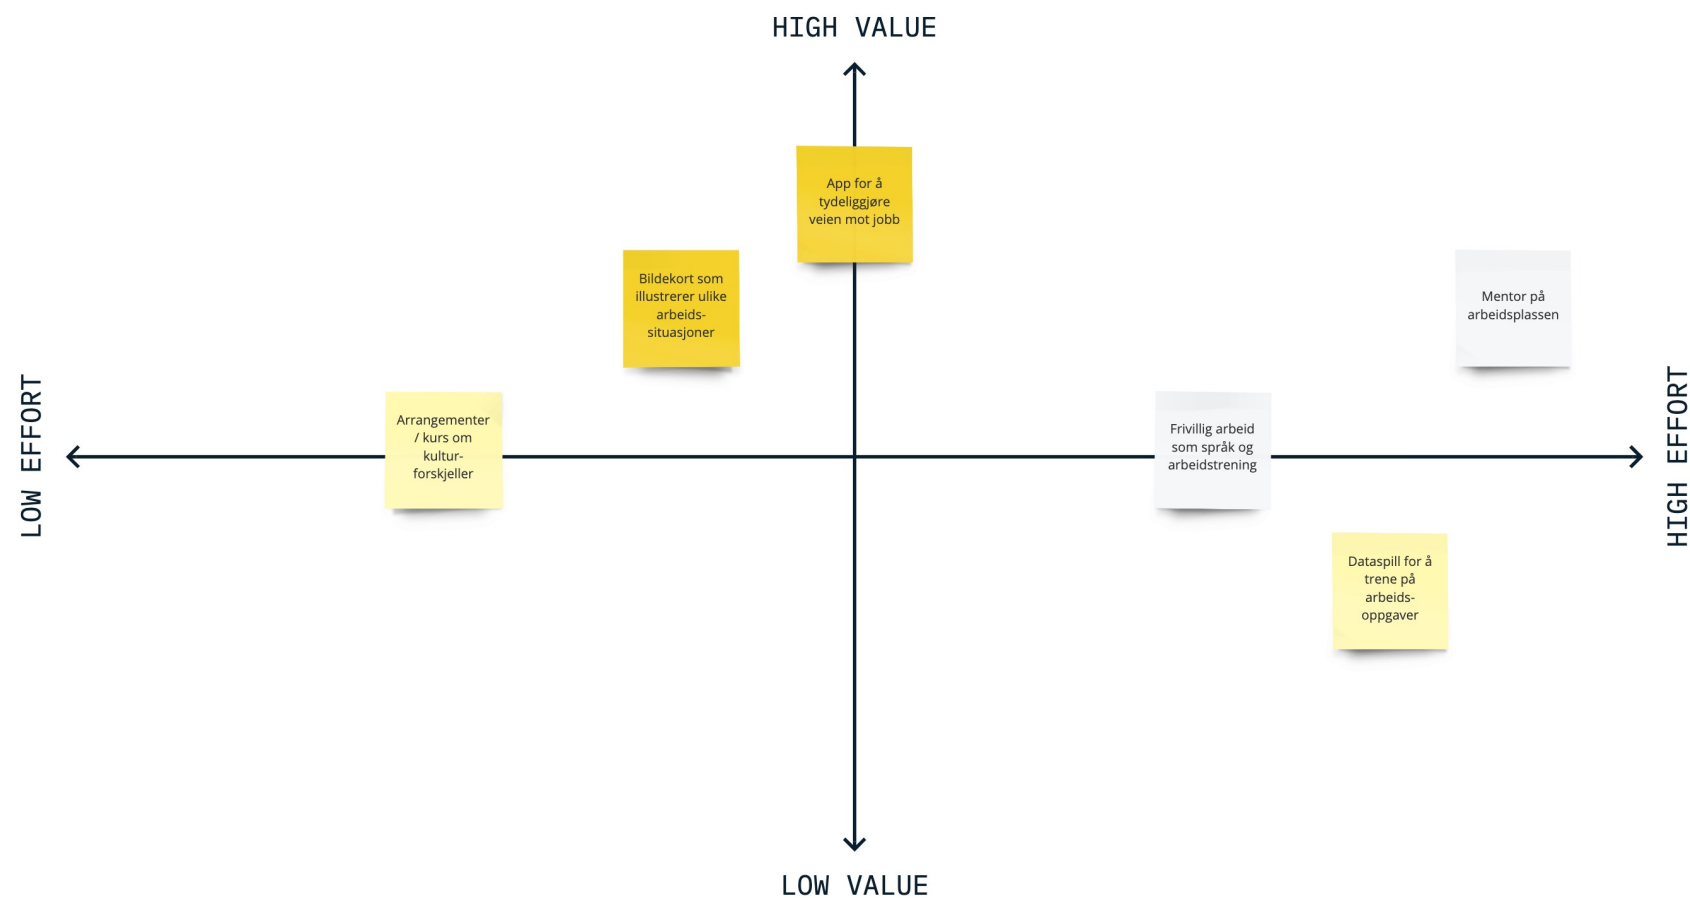 HIGH VALUE
App for å
tydeliggjøre
veien mot jobb
Bildekort som
illustrerer ulike
arbeids-
situasjoner
Mentor på
arbeidsplassen
LOW EFFORT
Arrangementer
/ kurs om
kultur-
forskjeller
Frivillig arbeid
som språk og
arbeidstrening
HIGH EFFORT
Dataspill for å
trene på
arbeids-
oppgaver
LOW VALUE